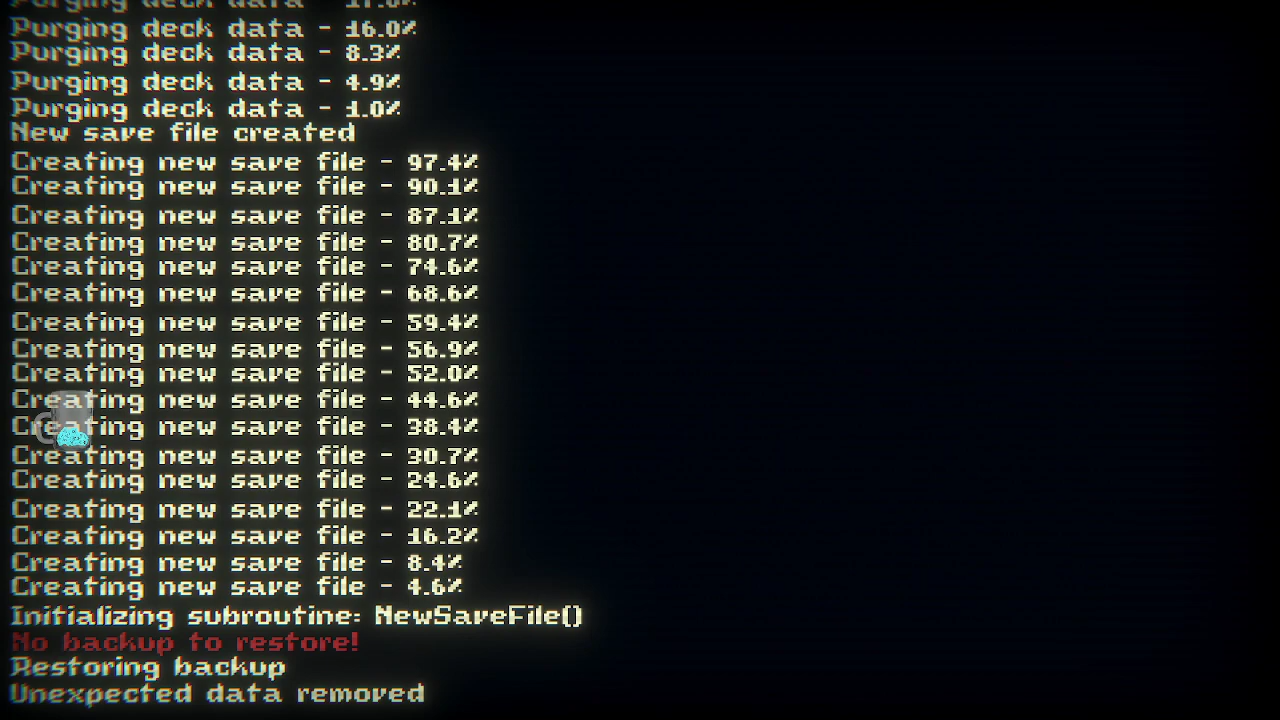 Purging deck data - 17.0%
Purging deck data - 16.0%
Purging deck data - 8.3%
Purging deck data - 4.9%
Purging deck data - 1.0%
New save file created
Creating new save file - 97.4%
Creating new save file - 90.1%
Creating new save file - 87.1%
Creating new save file - 80.7%
Creating new save file - 74.6%
Creating new save file - 68.6%
Creating new save file - 59.4%
Creating new save file - 56.9%
Creating new save file - 52.0%
Creating new save file - 44.6%
Creating new save file - 38.4%
Creating new save file - 30.7%
Creating new save file - 24.6%
Creating new save file - 22.1%
Creating new save file - 16.2%
Creating new save file - 8.4%
Creating new save file - 4.6%
Initializing subroutine: NewSaveFile()
No backup to restore!
Restoring backup
Unexpected data removed